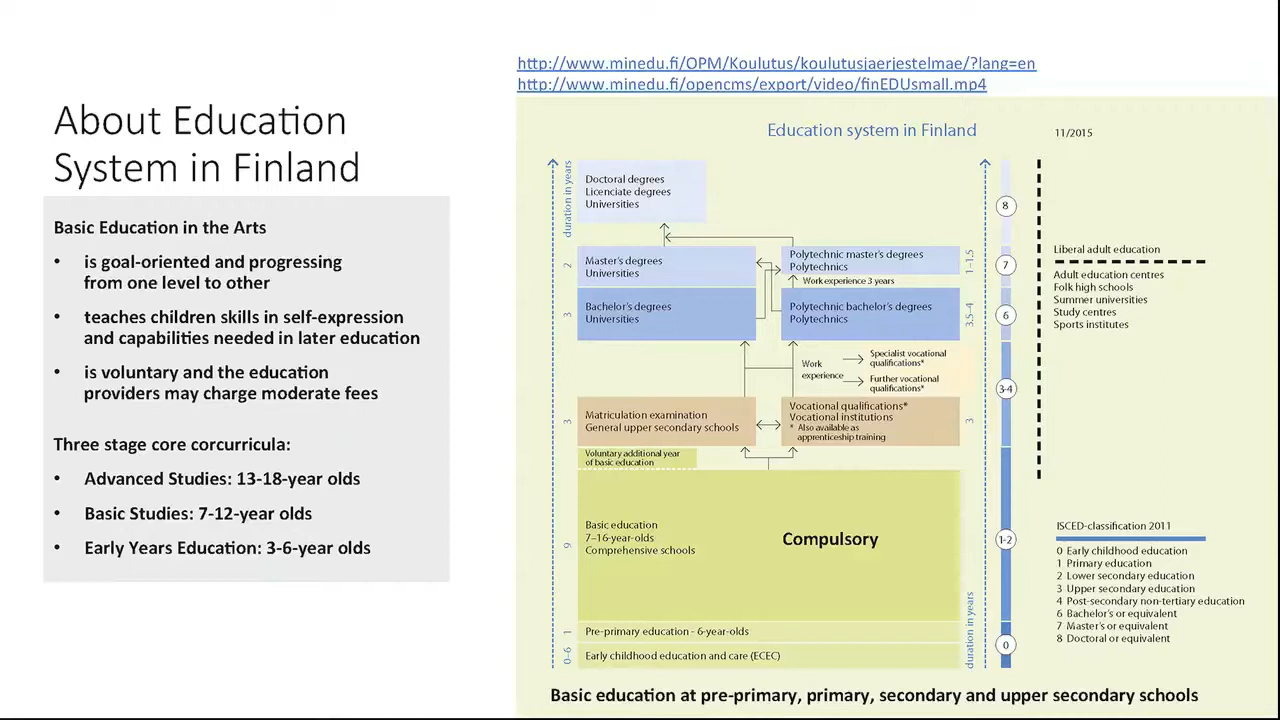 http://www.minedu.fi/OPM/Koulutus/koulutusjaerjestelmae/?lang=en
http://www.minedu.fi/opencms/export/video/finEDUsmall.mp4
About Education
System in Finland
Basic Education in the Arts
• is goal-oriented and progressing
from one level to other
• teaches children skills in self-expression
and capabilities needed in later education
• is voluntary and the education
providers may charge moderate fees
Three stage core corcurricula:
• Advanced Studies: 13-18-year olds
• Basic Studies: 7-12-year olds
• Early Years Education: 3-6-year olds
Education system in Finland
11/2015
duration in years
Doctoral degrees
Licenciate degrees
Universities
8
2
Master's degrees
Universities
Polytechnic master's degrees
Polytechnics
1–1.5
7
Work experience 3 years
3
Bachelor's degrees
Universities
Polytechnic bachelor's degrees
Polytechnics
3.5–4
6
Work
experience
Specialist vocational
qualifications*
Further vocational
qualifications*
3-4
3
Matriculation examination
General upper secondary schools
Vocational qualifications*
Vocational institutions
* Also available as
apprenticeship training
3
Voluntary additional year
of basic education
9
Basic education
7–16-year-olds
Comprehensive schools
Compulsory
1-2
1
Pre-primary education - 6-year-olds
0–6
Early childhood education and care (ECEC)
duration in years
0
Liberal adult education
Adult education centres
Folk high schools
Summer universities
Study centres
Sports institutes
ISCED-classification 2011
0 Early childhood education
1 Primary education
2 Lower secondary education
3 Upper secondary education
4 Post-secondary non-tertiary education
6 Bachelor's or equivalent
7 Master's or equivalent
8 Doctoral or equivalent
Basic education at pre-primary, primary, secondary and upper secondary schools